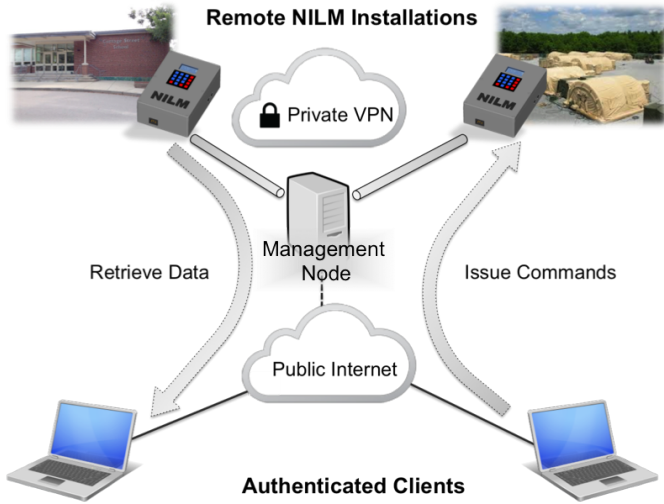 Remote NILM Installations
NILM
NILM
Private VPN
Management
Node
Retrieve Data
Issue Commands
Public Internet
Authenticated Clients